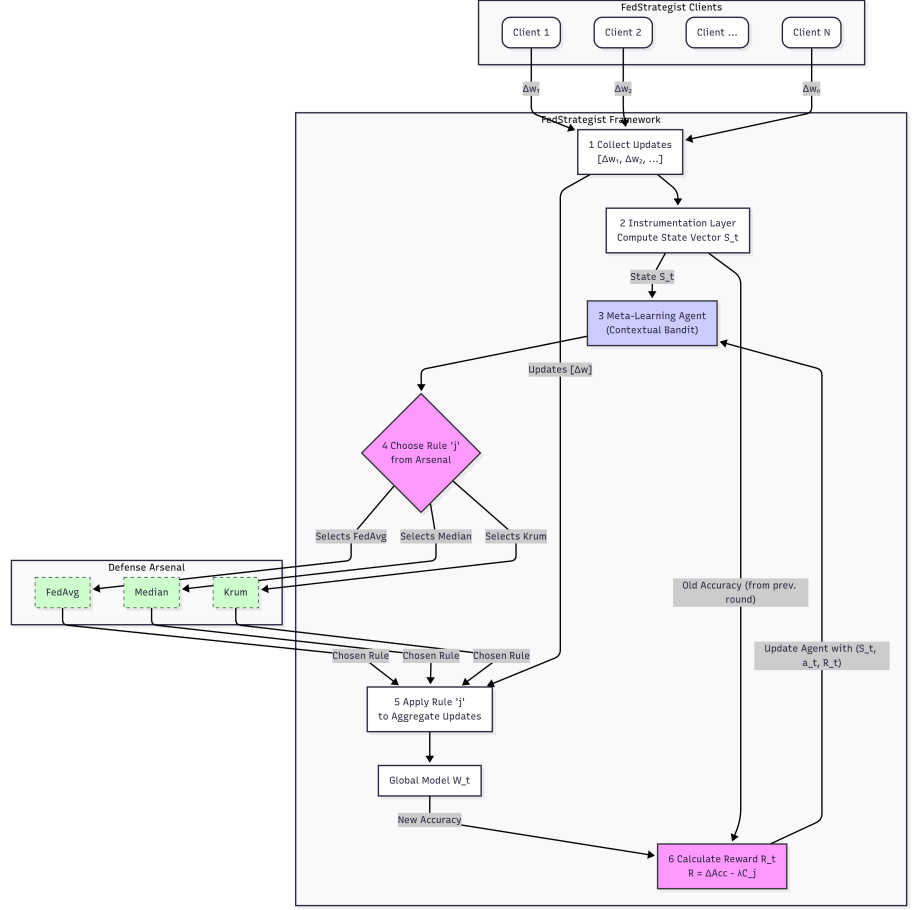 FedStrategist Clients
Client 1
Client 2
Client ...
Client N
Δw₁
Δw₂
Δwₙ
FedStrategist Framework
1 Collect Updates
[Δw₁, Δw₂, ...]
2 Instrumentation Layer
Compute State Vector S_t
State S_t
3 Meta-Learning Agent
(Contextual Bandit)
Updates [Δw]
4 Choose Rule 'j'
from Arsenal
Selects FedAvg
Selects Median
Selects Krum
Defense Arsenal
FedAvg
Median
Krum
Old Accuracy (from prev.
round)
Update Agent with (S_t,
a_t, R_t)
Chosen Rule
Chosen Rule
Chosen Rule
5 Apply Rule 'j'
to Aggregate Updates
Global Model W_t
New Accuracy
6 Calculate Reward R_t
R = ΔAcc - λC_j